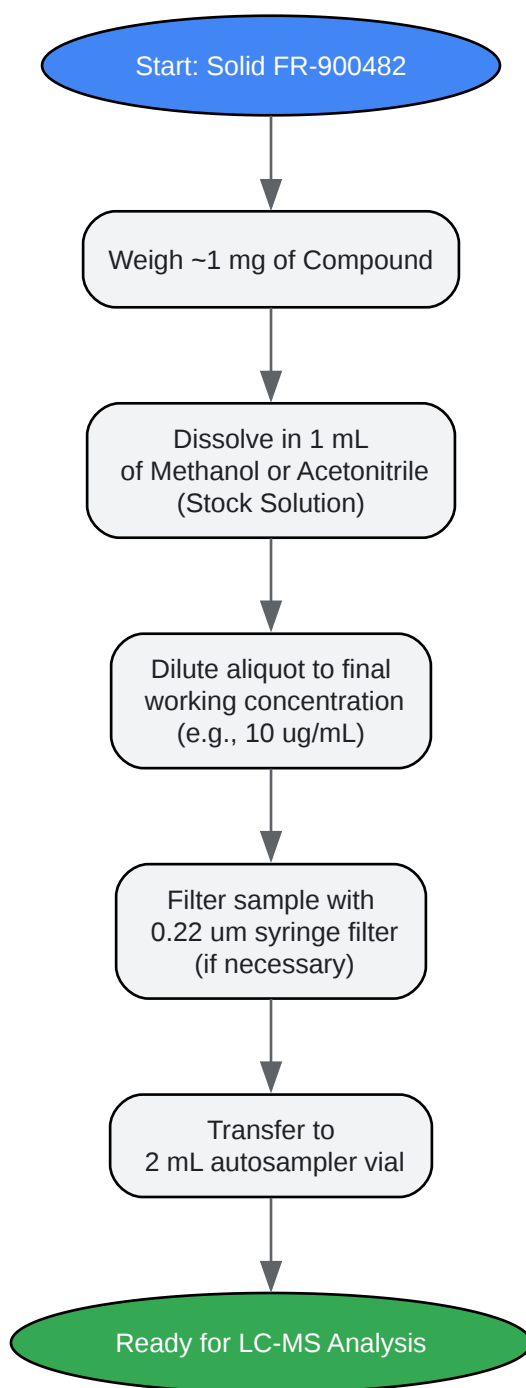 Start: Solid FR-900482
Weigh ~1 mg of Compound
Dissolve in 1 mL
of Methanol or Acetonitrile
(Stock Solution)
Dilute aliquot to final
working concentration
(e.g., 10 ug/mL)
Filter sample with
0.22 um syringe filter
(if necessary)
Transfer to
2 mL autosampler vial
Ready for LC-MS Analysis